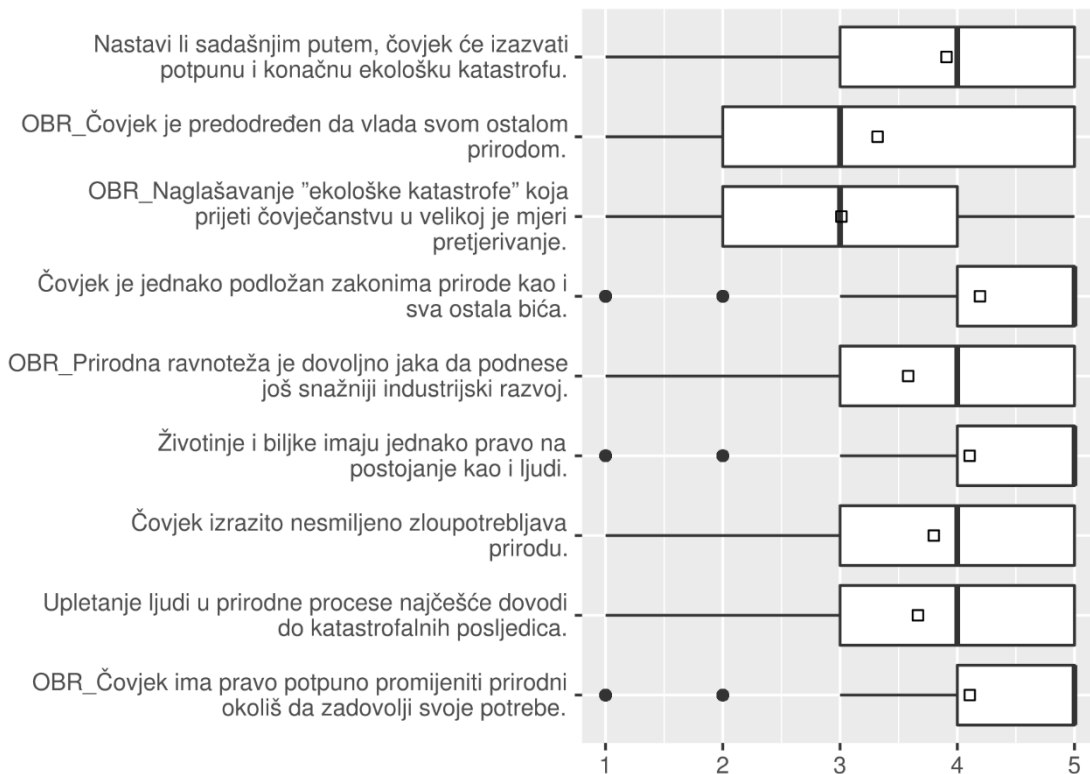 Nastavi li sadašnjim putem, čovjek će izazvati
potpunu i konačnu ekološku katastrofu.
OBR_Čovjek je predodređen da vlada svom ostalom
prirodom.
OBR_Naglašavanje ”ekološke katastrofe” koja
prijeti čovječanstvu u velikoj je mjeri
pretjerivanje.
Čovjek je jednako podložan zakonima prirode kao i
sva ostala bića.
OBR_Prirodna ravnoteža je dovoljno jaka da podnese
još snažniji industrijski razvoj.
Životinje i biljke imaju jednako pravo na
postojanje kao i ljudi.
Čovjek izrazito nesmiljeno zloupotrebljava
prirodu.
Upletanje ljudi u prirodne procese najčešće dovodi
do katastrofalnih posljedica.
OBR_Čovjek ima pravo potpuno promijeniti prirodni
okoliš da zadovolji svoje potrebe.
1 2 3 4 5